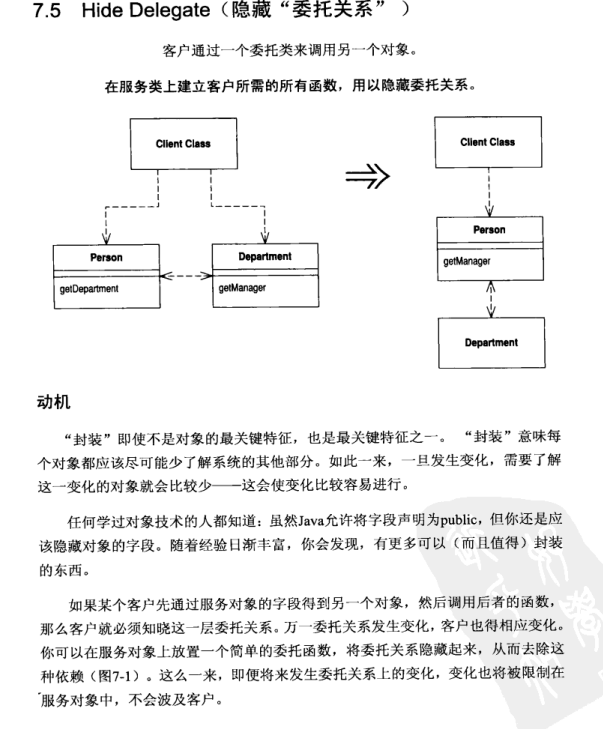 7.5 Hide Delegate（隐藏“委托关系”）
客户通过一个委托类来调用另一个对象。
在服务类上建立客户所需的所有函数，用以隐藏委托关系。
Client Class
Person
getDepartment
Department
getManager
Client Class
Person
getManager
Department
动机
“封装”即使不是对象的最关键特征，也是最关键特征之一。“封装”意味每
个对象都应该尽可能少了解系统的其他部分。如此一来，一旦发生变化，需要了解
这一变化的对象就会比较少——这会使变化比较容易进行。
任何学过对象技术的人都知道：虽然Java允许将字段声明为public，但你还是应
该隐藏对象的字段。随着经验日渐丰富，你会发现，有更多可以（而且值得）封装
的东西。
如果某个客户先通过服务对象的字段得到另一个对象，然后调用后者的函数，
那么客户就必须知晓这一层委托关系。万一委托关系发生变化，客户也得相应变化。
你可以在服务对象上放置一个简单的委托函数，将委托关系隐藏起来，从而去除这
种依赖（图7-1）。这么一来，即便将来发生委托关系上的变化，变化也将被限制在
服务对象中，不会波及客户。